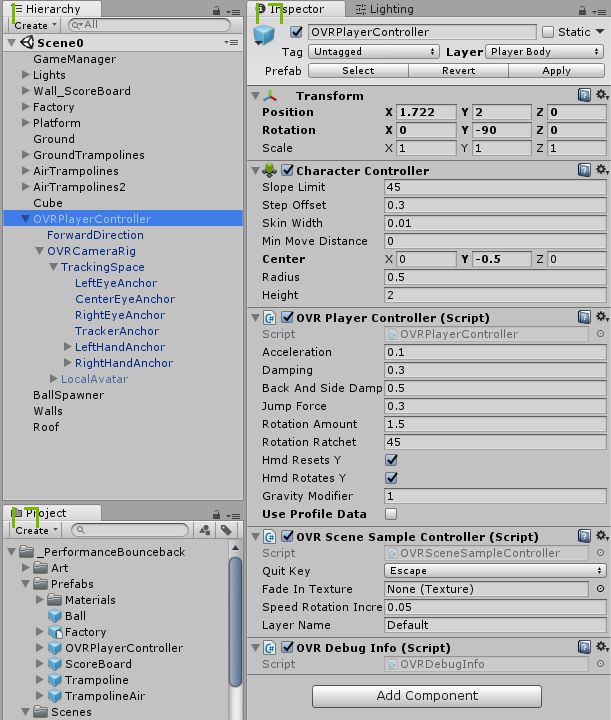 Hierarchy
Create
All
Scene0
GameManager
Lights
Wall_ScoreBoard
Factory
Platform
Ground
GroundTrampolines
AirTrampolines
AirTrampolines2
Cube
OVRPlayerController
ForwardDirection
OVRCameraRig
TrackingSpace
LeftEyeAnchor
CenterEyeAnchor
RightEyeAnchor
TrackerAnchor
LeftHandAnchor
RightHandAnchor
LocalAvatar
BallSpawner
Walls
Roof
Project
Create
_PerformanceBounceback
Art
Prefabs
Materials
Ball
Factory
OVRPlayerController
ScoreBoard
Trampoline
TrampolineAir
Scenes
Inspector Lighting
OVRPlayerController Static
Tag Untagged Layer Player Body
Prefab Select Revert Apply
Transform
Position X 1.722 Y 2 Z 0
Rotation X 0 Y -90 Z 0
Scale X 1 Y 1 Z 1
Character Controller
Slope Limit 45
Step Offset 0.3
Skin Width 0.01
Min Move Distance 0
Center X 0 Y -0.5 Z 0
Radius 0.5
Height 2
OVR Player Controller (Script)
Script OVRPlayerController
Acceleration 0.1
Damping 0.3
Back And Side Damp 0.5
Jump Force 0.3
Rotation Amount 1.5
Rotation Ratchet 45
Hmd Resets Y
Hmd Rotates Y
Gravity Modifier 1
Use Profile Data
OVR Scene Sample Controller (Script)
Script OVRSceneSampleController
Quit Key Escape
Fade In Texture None (Texture)
Speed Rotation Incre 0.05
Layer Name Default
OVR Debug Info (Script)
Script OVRDebugInfo
Add Component